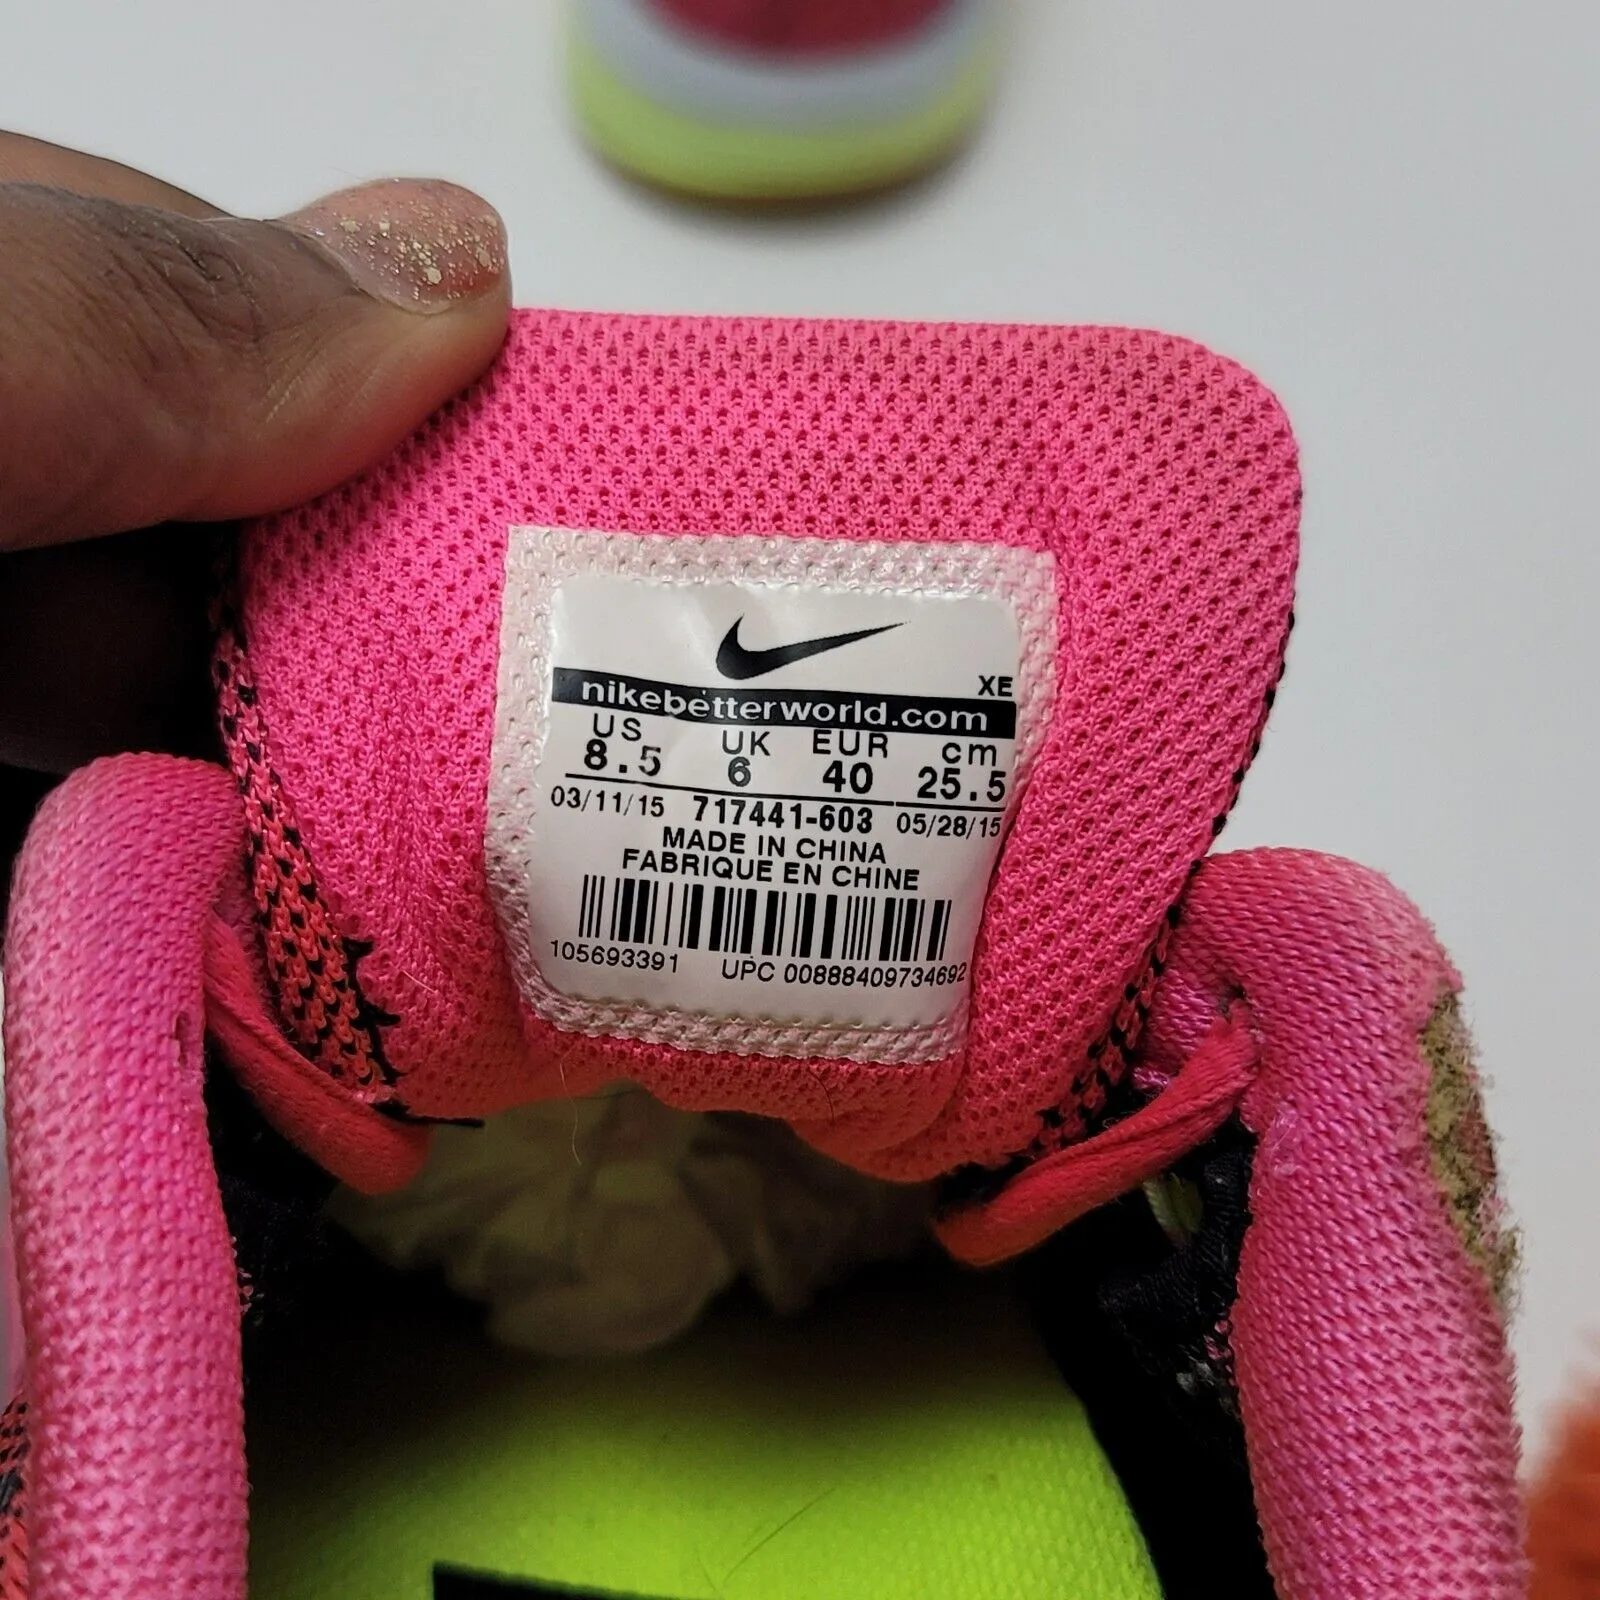 XE
nikebetterworld.com
US UK EUR cm
8.5 6 40 25.5
03/11/15 717441-603 05/28/15
MADE IN CHINA
FABRIQUE EN CHINE
105693391 UPC 00888409734692